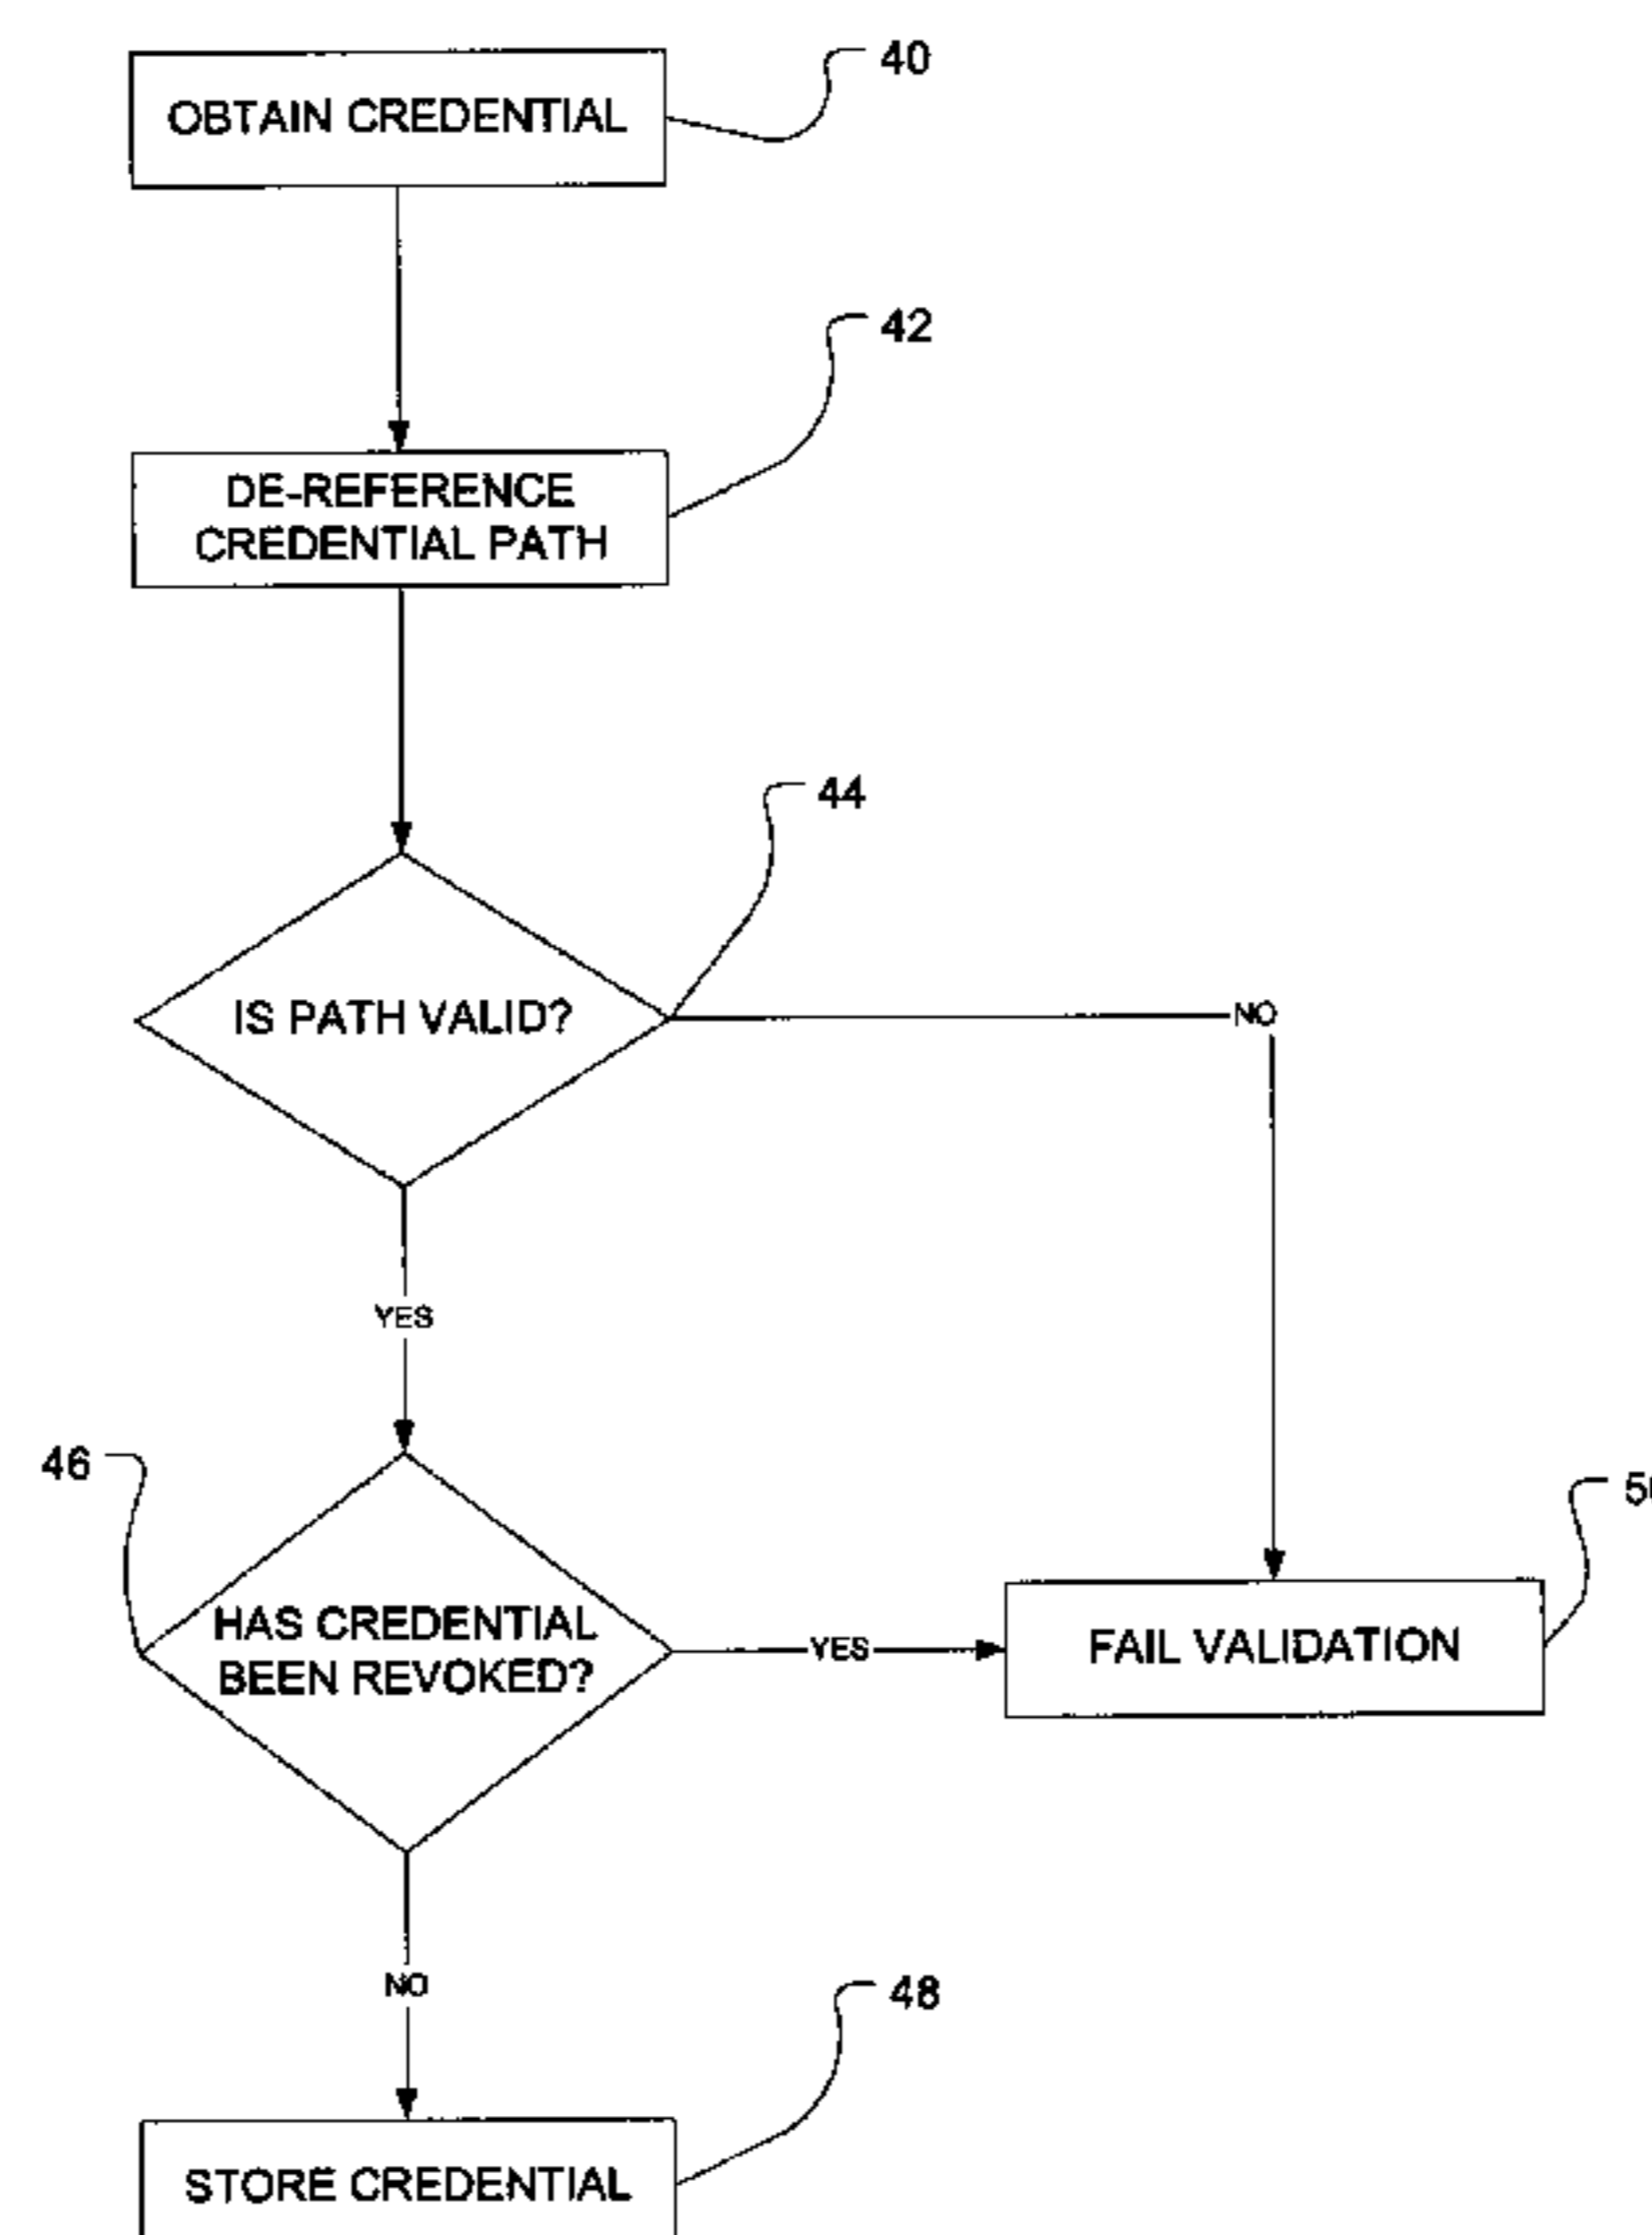 40
OBTAIN CREDENTIAL
42
DE-REFERENCE
CREDENTIAL PATH
44
IS PATH VALID?
NO
YES
46
HAS CREDENTIAL
BEEN REVOKED?
YES
FAIL VALIDATION
NO
48
STORE CREDENTIAL